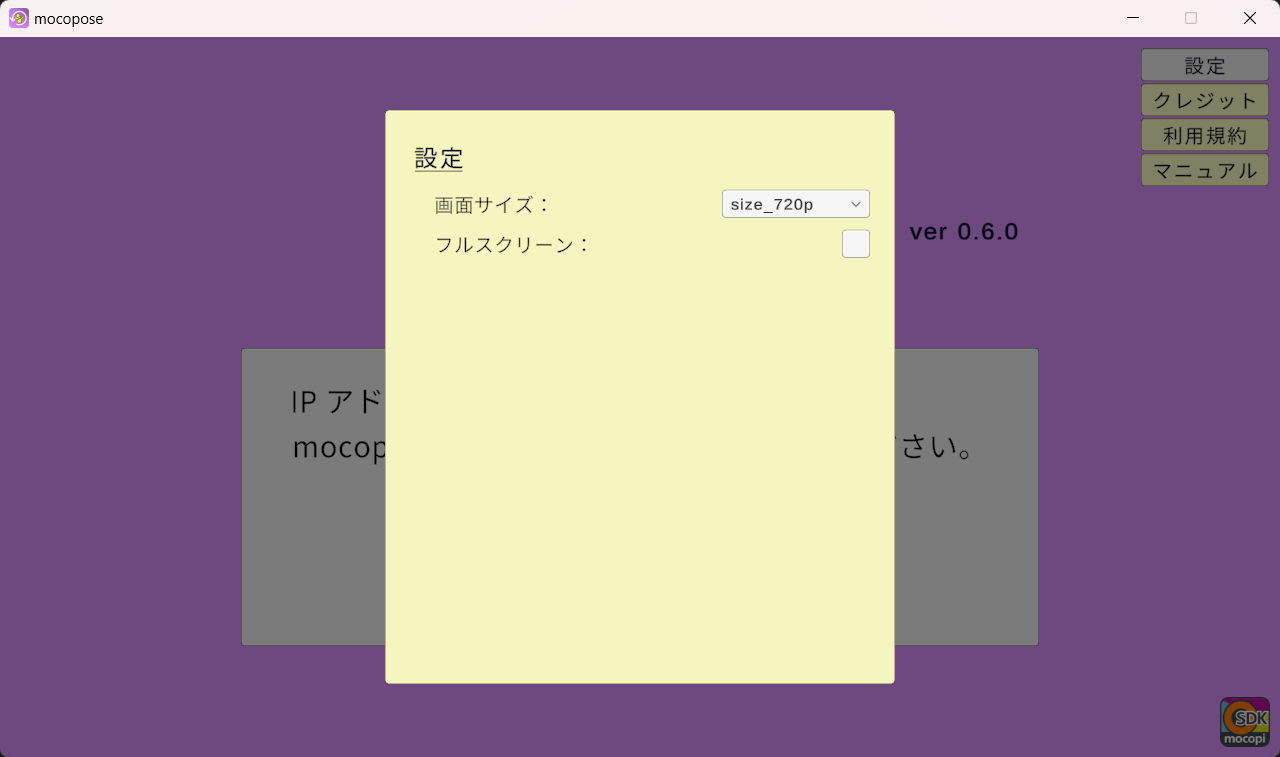 mocopose
設定
クレジット
利用規約
マニュアル
設定
画面サイズ：
size_720p
フルスクリーン：
ver 0.6.0
IP アド
mocop
さい。
SDK
mocopi